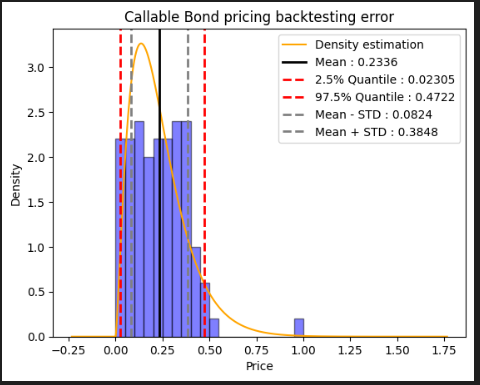 Callable Bond pricing backtesting error
Density estimation
Mean : 0.2336
2.5% Quantile : 0.02305
97.5% Quantile : 0.4722
Mean - STD : 0.0824
Mean + STD : 0.3848
Density
3.0
2.5
2.0
1.5
1.0
0.5
0.0
−0.25 0.00 0.25 0.50 0.75 1.00 1.25 1.50 1.75
Price